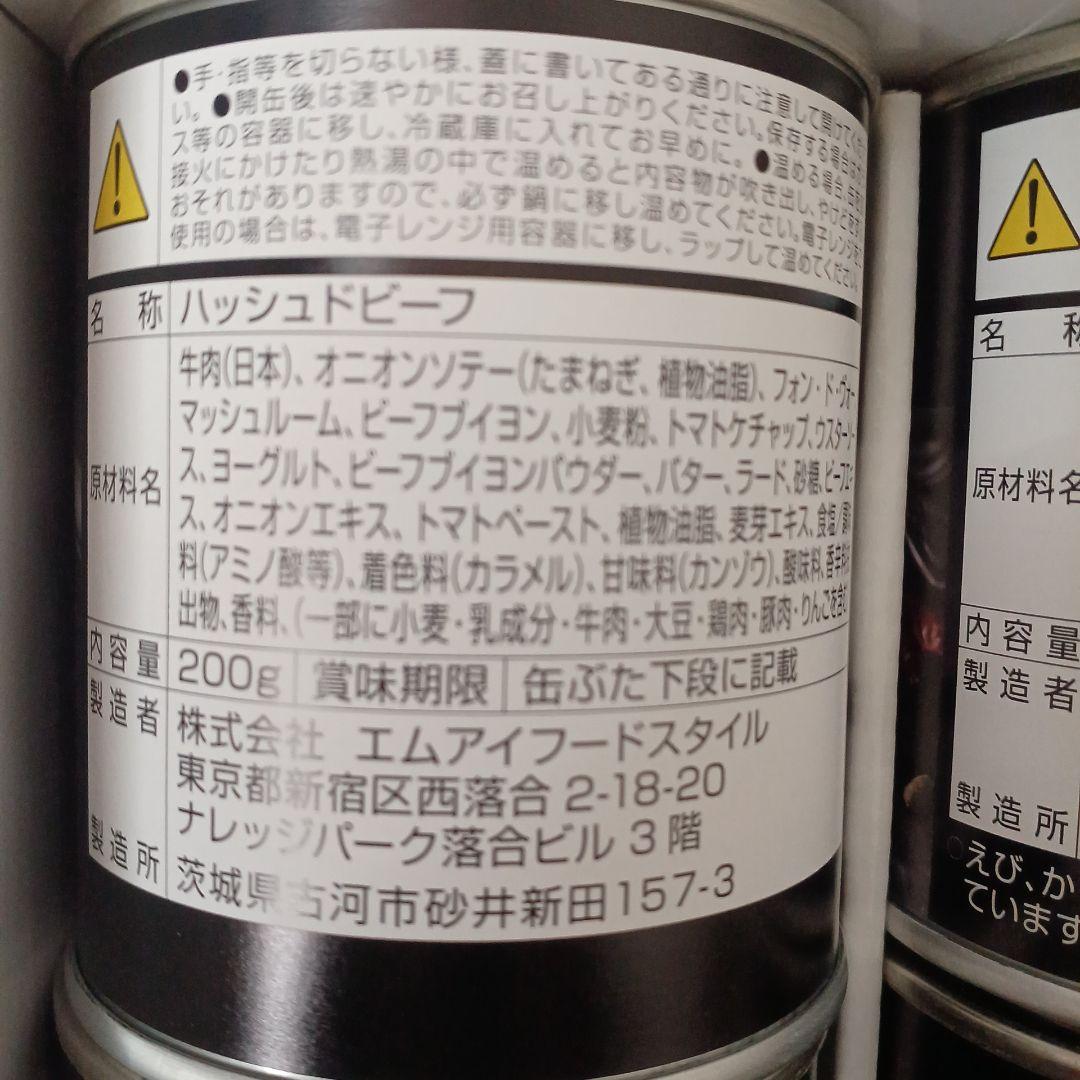 ●手・指等を切らない様、蓋に書いてある通りに注意して開けてくだ
い。●開缶後は速やかにお召し上がりください。保存する場合は
ス等の容器に移し、冷蔵庫に入れてお早めに。●温める場合、缶
接火にかけたり熱湯の中で温めると内容物が吹き出し、やけどを
おそれがありますので、必ず鍋に移し温めてください。電子レンジを
使用の場合は、電子レンジ用容器に移し、ラップして温めてください。
名称 ハッシュドビーフ
原材料名 牛肉(日本)、オニオンソテー(たまねぎ、植物油脂)、フォン・ド・ヴォー
マッシュルーム、ビーフブイヨン、小麦粉、トマトケチャップ、ウスターソー
ス、ヨーグルト、ビーフブイヨンパウダー、バター、ラード、砂糖、ビーフエキ
ス、オニオンエキス、トマトペースト、植物油脂、麦芽エキス、食塩/調
料(アミノ酸等)、着色料(カラメル)、甘味料(カンゾウ)、酸味料、香辛料
出物、香料、(一部に小麦・乳成分・牛肉・大豆・鶏肉・豚肉・りんごを含む
内容量 200g 賞味期限 缶ぶた下段に記載
製造者 株式会社 エムアイフードスタイル
東京都新宿区西落合 2-18-20
ナレッジパーク落合ビル 3階
製造所 茨城県古河市砂井新田157-3
名称
原材料名
内容量
製造者
製造所
えび、か
ています